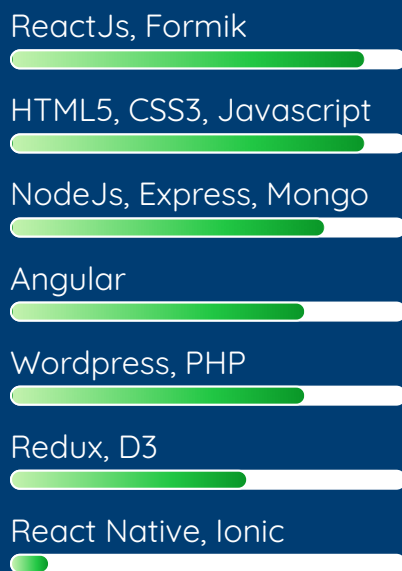 ReactJs, Formik
HTML5, CSS3, Javascript
NodeJs, Express, Mongo
Angular
Wordpress, PHP
Redux, D3
React Native, Ionic